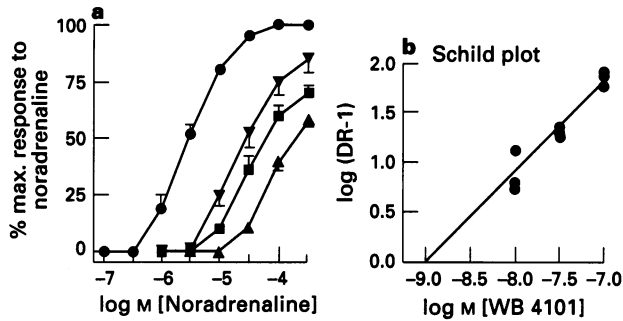 a
% max. response to
noradrenaline
100
75
50
25
0
−7 −6 −5 −4
log M [Noradrenaline]
b Schild plot
log (DR-1)
2.0
1.5
1.0
0.5
0.0
−9.0 −8.5 −8.0 −7.5 −7.0
log M [WB 4101]